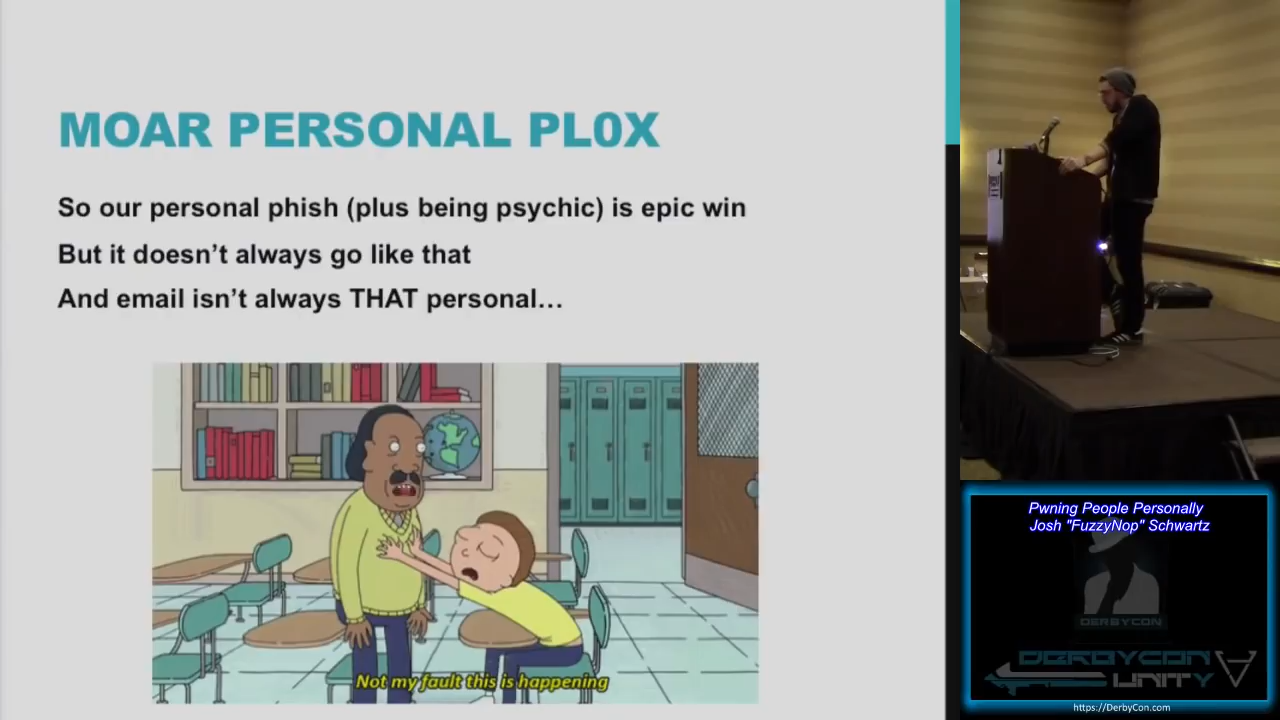 MOAR PERSONAL PL0X
So our personal phish (plus being psychic) is epic win
But it doesn't always go like that
And email isn't always THAT personal…
Not my fault this is happening
Pwning People Personally
Josh "FuzzyNop" Schwartz
DERBYCON
DERBYCON
UNITY
https://DerbyCon.com